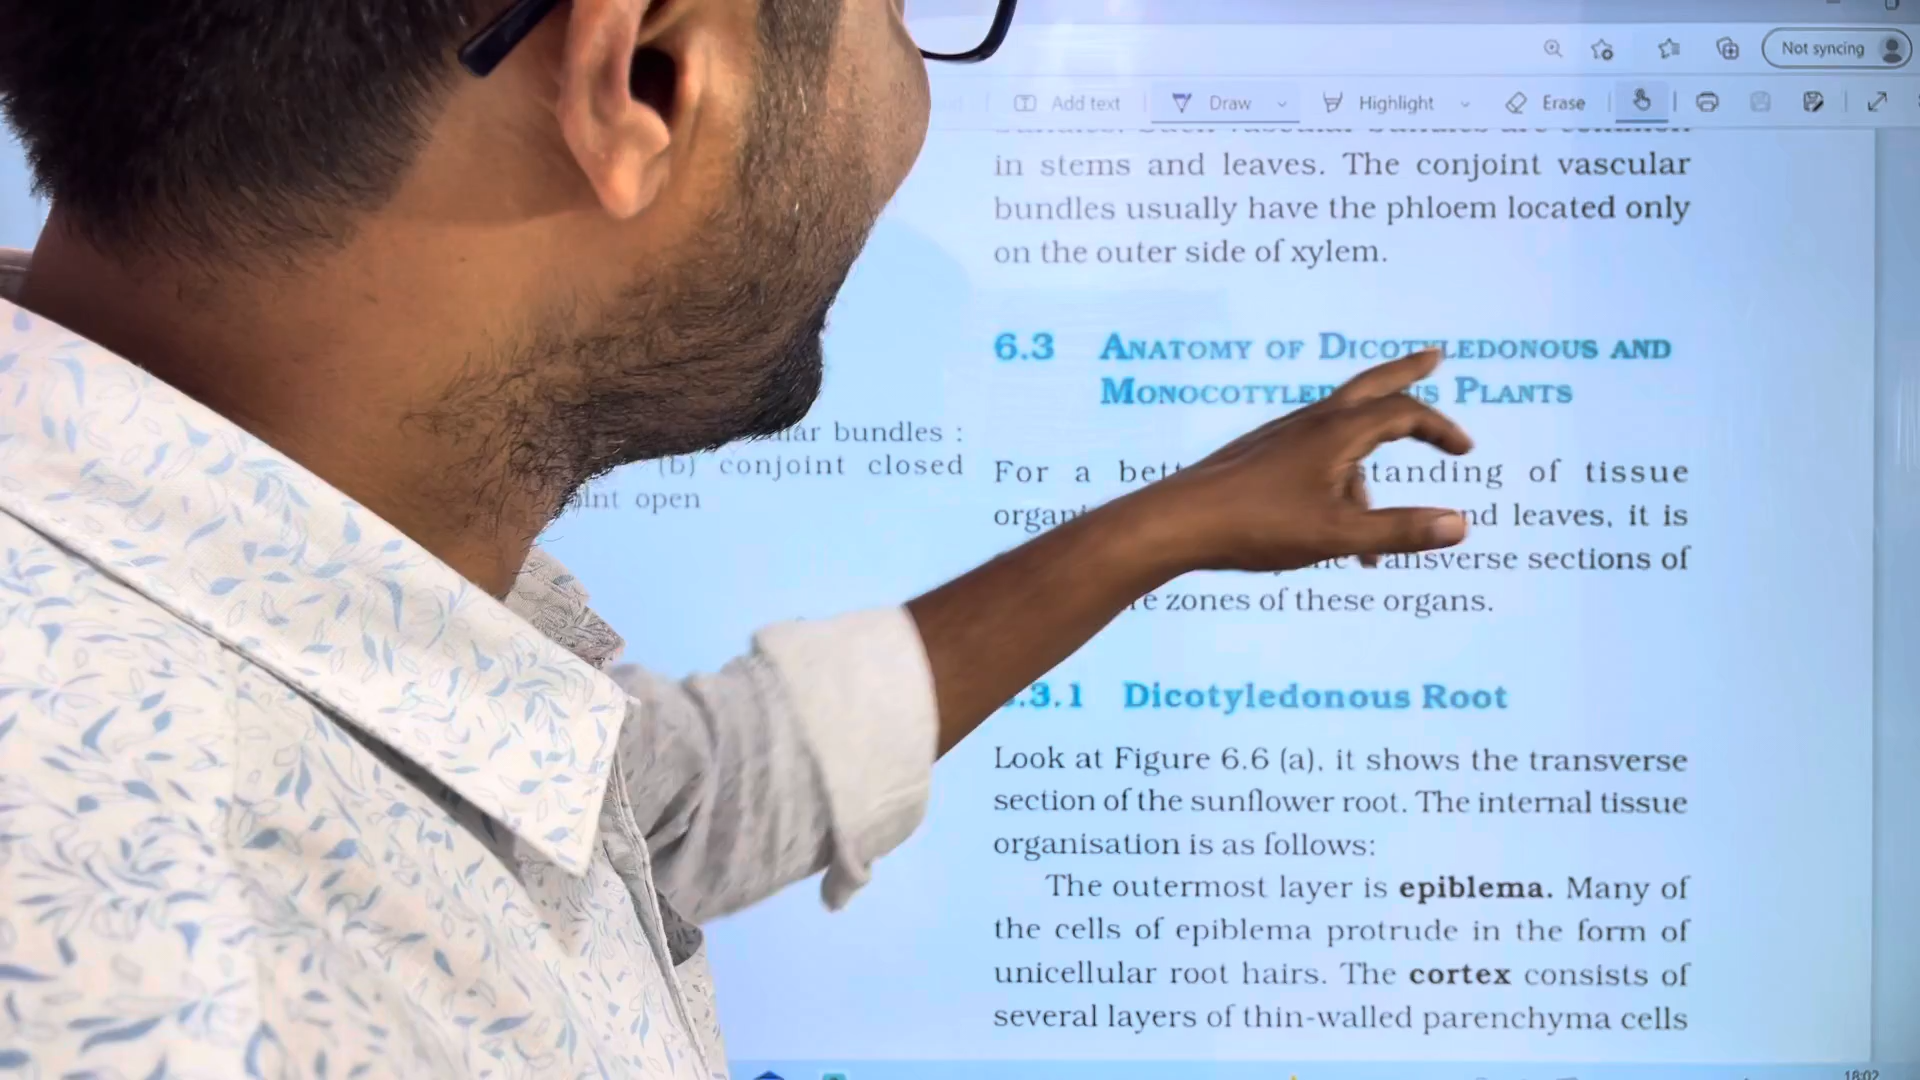 Not syncing
Add text Draw Highlight Erase
in stems and leaves. The conjoint vascular
bundles usually have the phloem located only
on the outer side of xylem.
6.3 ANATOMY OF DICOTYLEDONOUS AND
PLANTS
bundles :
(b) conjoint closed
open
For a of tissue
leaves, it is
sections of
zones of these organs.
.3.1 Dicotyledonous Root
Look at Figure 6.6 (a), it shows the transverse
section of the sunflower root. The internal tissue
organisation is as follows:
The outermost layer is epiblema. Many of
the cells of epiblema protrude in the form of
unicellular root hairs. The cortex consists of
several layers of thin-walled parenchyma cells
18:02